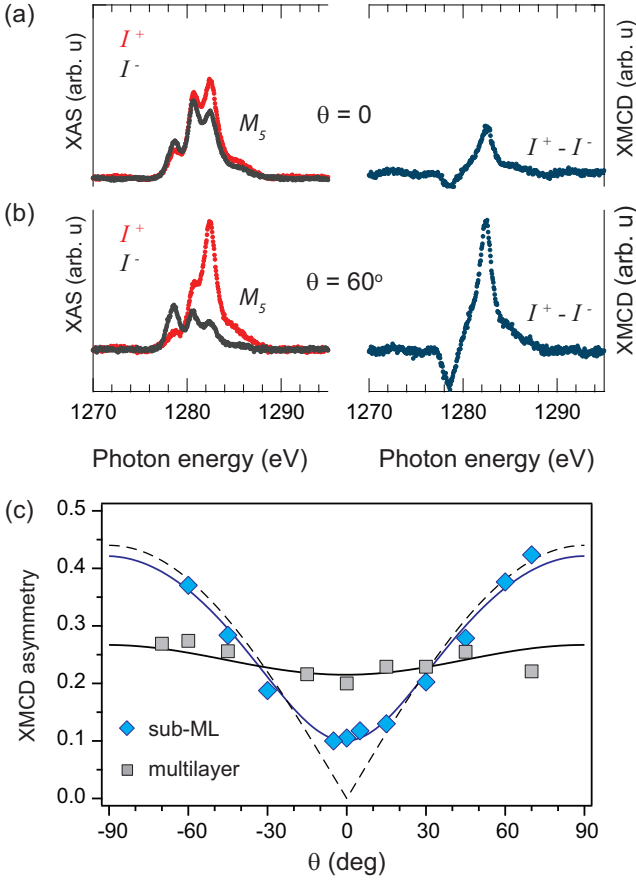 (a)
XAS (arb. u)
I +
I -
M5
θ = 0
I + - I -
XMCD (arb. u)
(b)
XAS (arb. u)
I +
I -
M5
θ = 60o
I + - I -
XMCD (arb. u)
1270 1280 1290
1270 1280 1290
Photon energy (eV)
Photon energy (eV)
(c)
XMCD asymmetry
0.5
0.4
0.3
0.2
0.1
0.0
sub-ML
multilayer
-90 -60 -30 0 30 60 90
θ (deg)